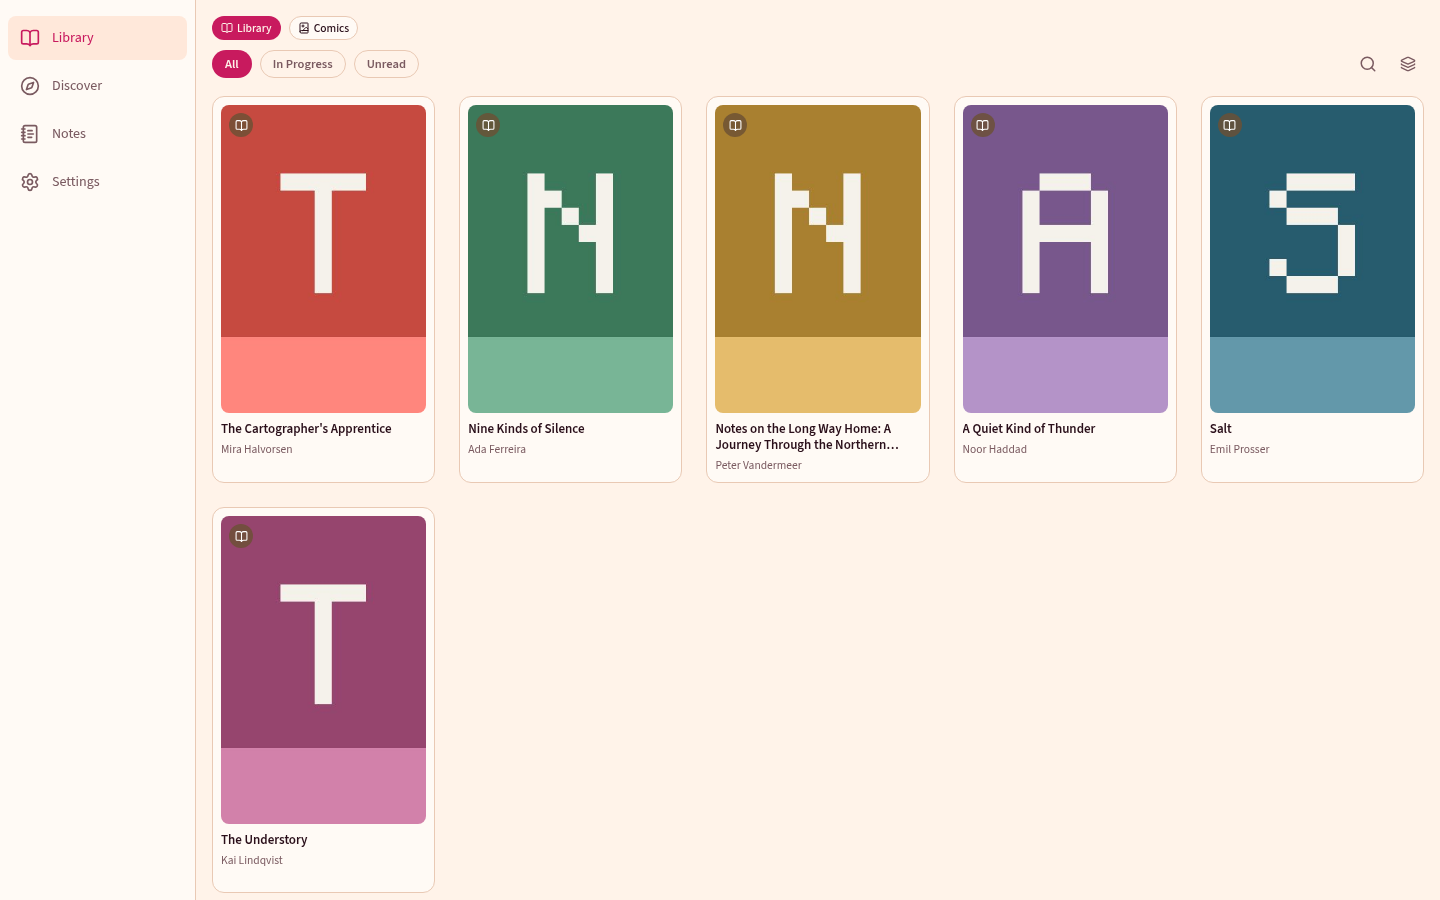 Library
Discover
Notes
Settings
Library
Comics
All
In Progress
Unread
T
The Cartographer's Apprentice
Mira Halvorsen
N
Nine Kinds of Silence
Ada Ferreira
N
Notes on the Long Way Home: A
Journey Through the Northern…
Peter Vandermeer
A
A Quiet Kind of Thunder
Noor Haddad
S
Salt
Emil Prosser
T
The Understory
Kai Lindqvist